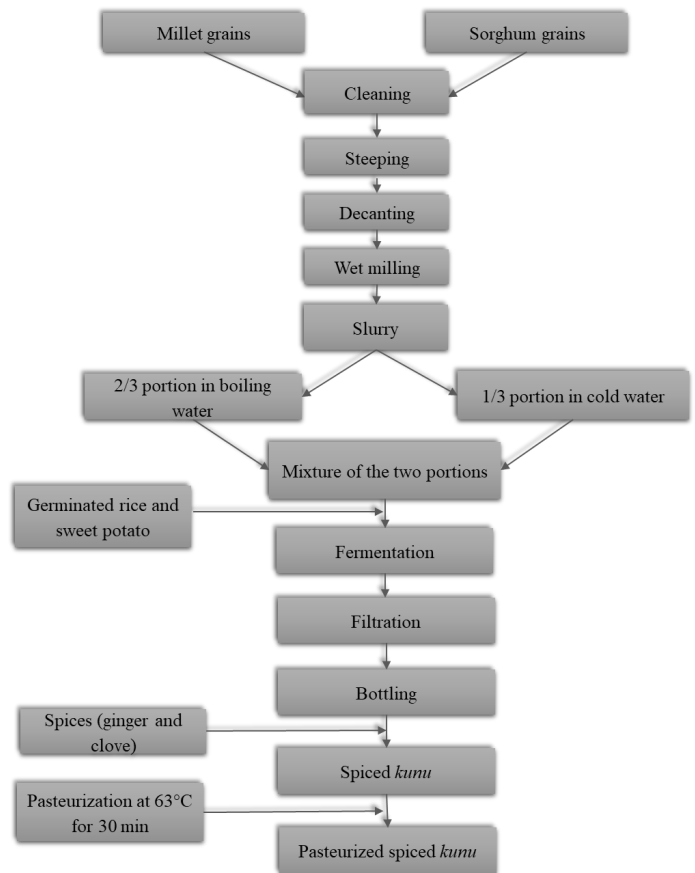 Millet grains
Sorghum grains
Cleaning
Steeping
Decanting
Wet milling
Slurry
2/3 portion in boiling
water
1/3 portion in cold water
Mixture of the two portions
Germinated rice and
sweet potato
Fermentation
Filtration
Bottling
Spices (ginger and
clove)
Spiced kunu
Pasteurization at 63°C
for 30 min
Pasteurized spiced kunu